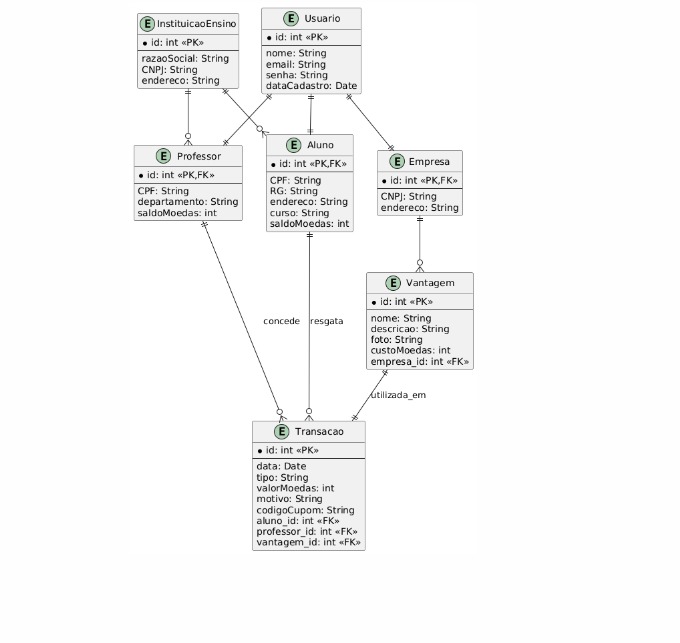 E InstituicaoEnsino
• id: int «PK»
razaoSocial: String
CNPJ: String
endereco: String
E Usuario
• id: int «PK»
nome: String
email: String
senha: String
dataCadastro: Date
E Professor
• id: int «PK,FK»
CPF: String
departamento: String
saldoMoedas: int
E Aluno
• id: int «PK,FK»
CPF: String
RG: String
endereco: String
curso: String
saldoMoedas: int
E Empresa
• id: int «PK,FK»
CNPJ: String
endereco: String
E Vantagem
• id: int «PK»
nome: String
descricao: String
foto: String
custoMoedas: int
empresa_id: int «FK»
concede
resgata
utilizada_em
E Transacao
• id: int «PK»
data: Date
tipo: String
valorMoedas: int
motivo: String
codigoCupom: String
aluno_id: int «FK»
professor_id: int «FK»
vantagem_id: int «FK»